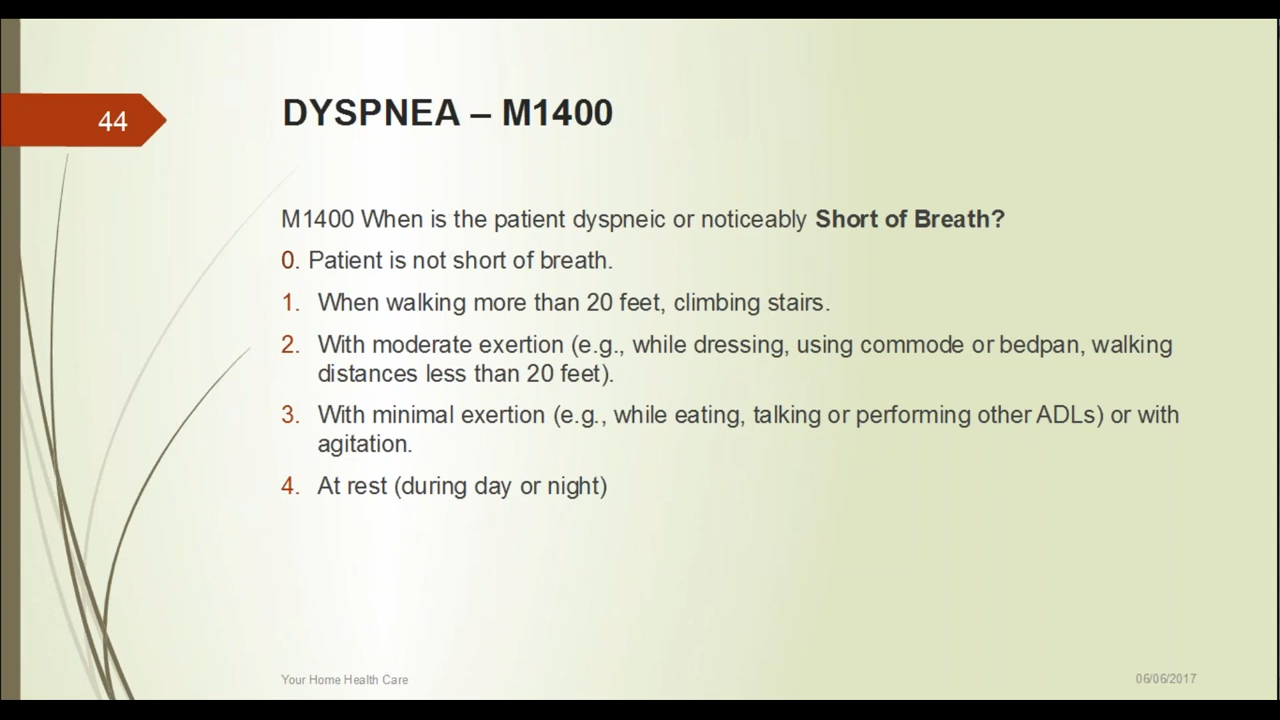 44
DYSPNEA – M1400
M1400 When is the patient dyspneic or noticeably Short of Breath?
0. Patient is not short of breath.
1. When walking more than 20 feet, climbing stairs.
2. With moderate exertion (e.g., while dressing, using commode or bedpan, walking
distances less than 20 feet).
3. With minimal exertion (e.g., while eating, talking or performing other ADLs) or with
agitation.
4. At rest (during day or night)
Your Home Health Care
06/06/2017